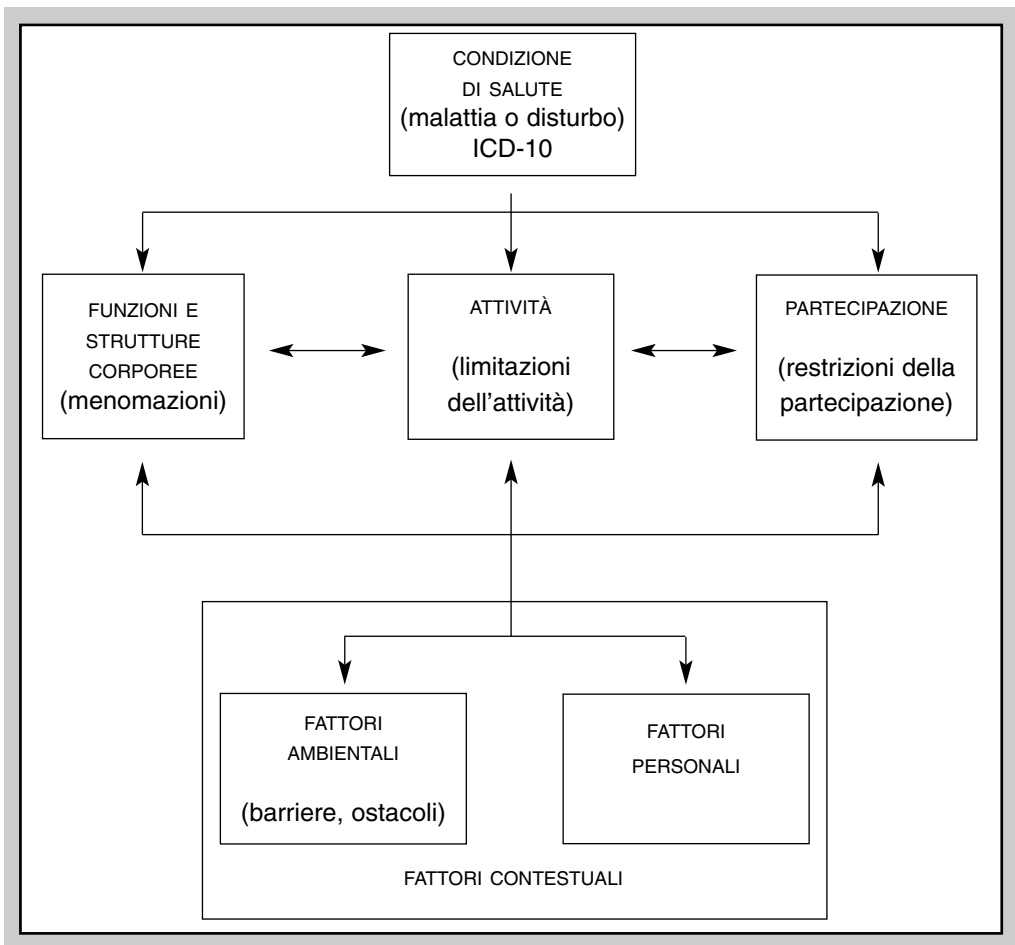 CONDIZIONE
DI SALUTE
(malattia o disturbo)
ICD-10
FUNZIONI E
STRUTTURE
CORPOREE
(menomazioni)
ATTIVITÀ
(limitazioni
dell'attività)
PARTECIPAZIONE
(restrizioni della
partecipazione)
FATTORI
AMBIENTALI
(barriere, ostacoli)
FATTORI
PERSONALI
FATTORI CONTESTUALI